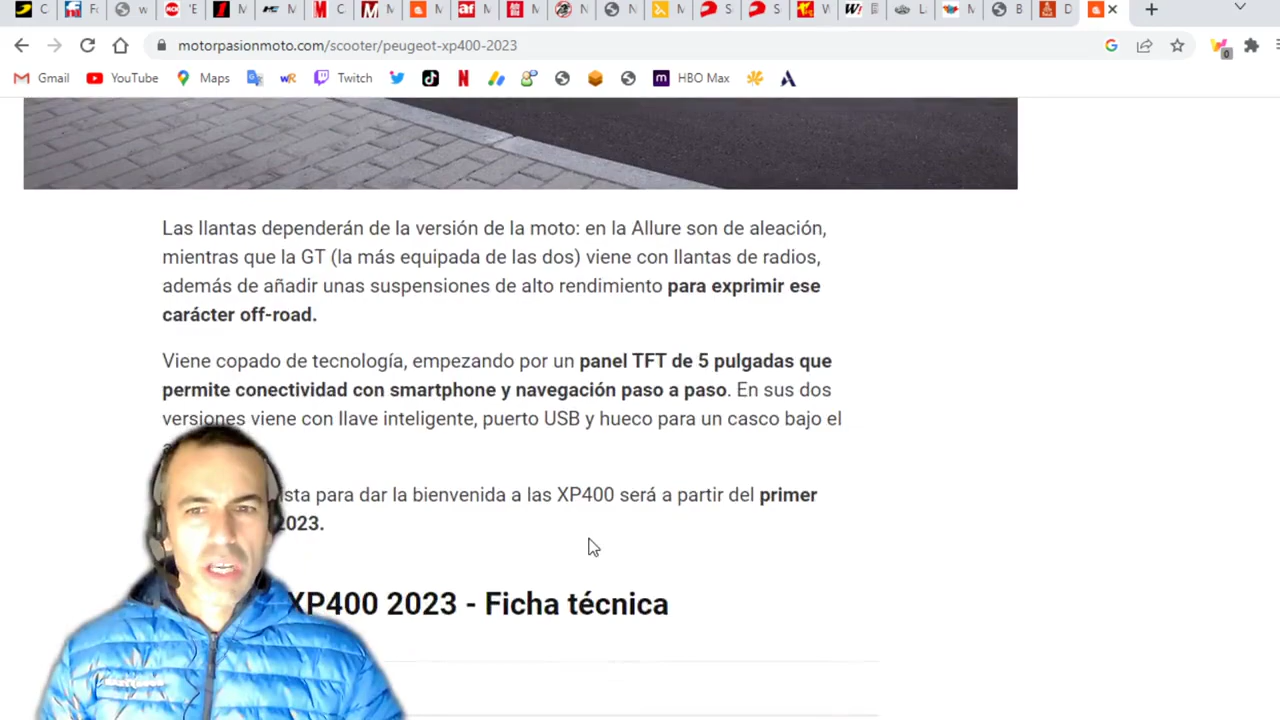 C
Fo
w
'E
M
C
M
M
M
M
N
N
M
S
S
W
La
M
B
D
motorpasionmoto.com/scooter/peugeot-xp400-2023
0
Gmail YouTube Maps Twitch HBO Max
Las llantas dependerán de la versión de la moto: en la Allure son de aleación,
mientras que la GT (la más equipada de las dos) viene con llantas de radios,
además de añadir unas suspensiones de alto rendimiento para exprimir ese
carácter off-road.
Viene copado de tecnología, empezando por un panel TFT de 5 pulgadas que
permite conectividad con smartphone y navegación paso a paso. En sus dos
versiones viene con llave inteligente, puerto USB y hueco para un casco bajo el
para dar la bienvenida a las XP400 será a partir del primer
2023.
XP400 2023 - Ficha técnica